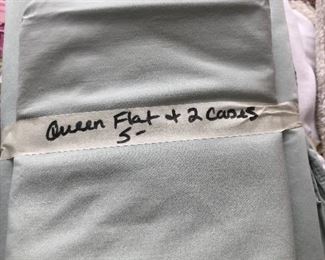 Queen Flat + 2 Cases
5-